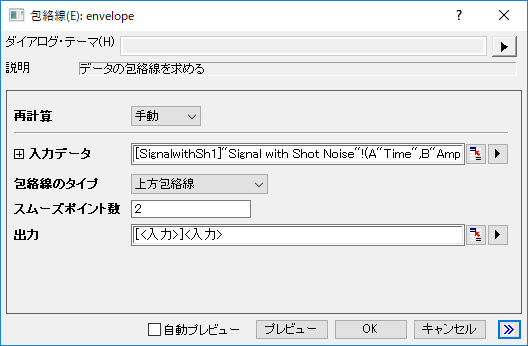 包絡線(E): envelope
ダイアログ・テーマ(H)
説明 データの包絡線を求める
再計算 手動
入力データ [SignalwithSh1]"Signal with Shot Noise"!(A"Time",B"Amp
包絡線のタイプ 上方包絡線
スムーズポイント数 2
出力 [<入力>]<入力>
自動プレビュー プレビュー OK キャンセル